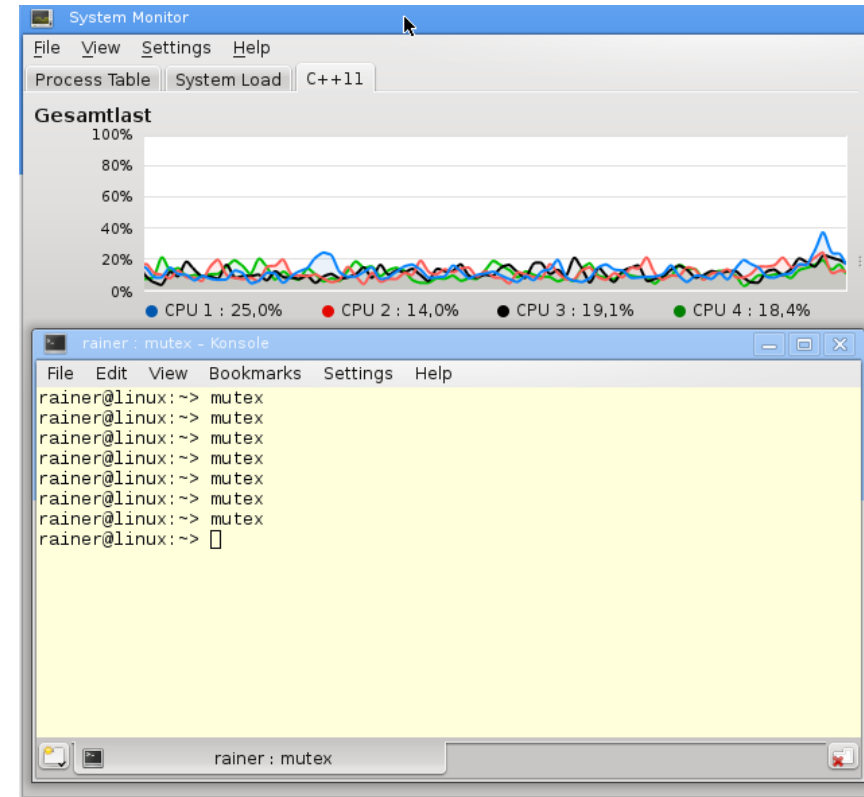 System Monitor
File View Settings Help
Process Table System Load C++11
Gesamtlast
100%
80%
60%
40%
20%
0%
CPU 1 : 25,0% CPU 2 : 14,0% CPU 3 : 19,1% CPU 4 : 18,4%
rainer : mutex – Konsole
File Edit View Bookmarks Settings Help
rainer@linux:~> mutex
rainer@linux:~> mutex
rainer@linux:~> mutex
rainer@linux:~> mutex
rainer@linux:~> mutex
rainer@linux:~> mutex
rainer@linux:~> mutex
rainer@linux:~>
rainer : mutex